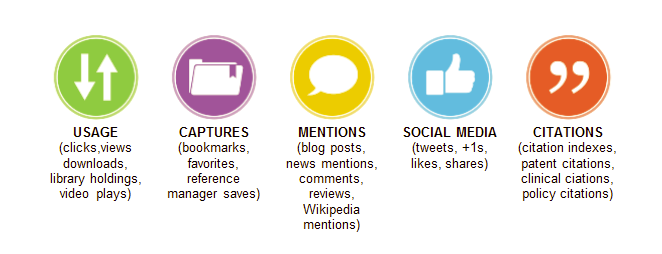 USAGE
(clicks,views
downloads,
library holdings,
video plays)
CAPTURES
(bookmarks,
favorites,
reference
manager saves)
MENTIONS
(blog posts,
news mentions,
comments,
reviews,
Wikipedia
mentions)
SOCIAL MEDIA
(tweets, +1s,
likes, shares)
CITATIONS
(citation indexes,
patent citations,
clinical ciations,
policy citations)